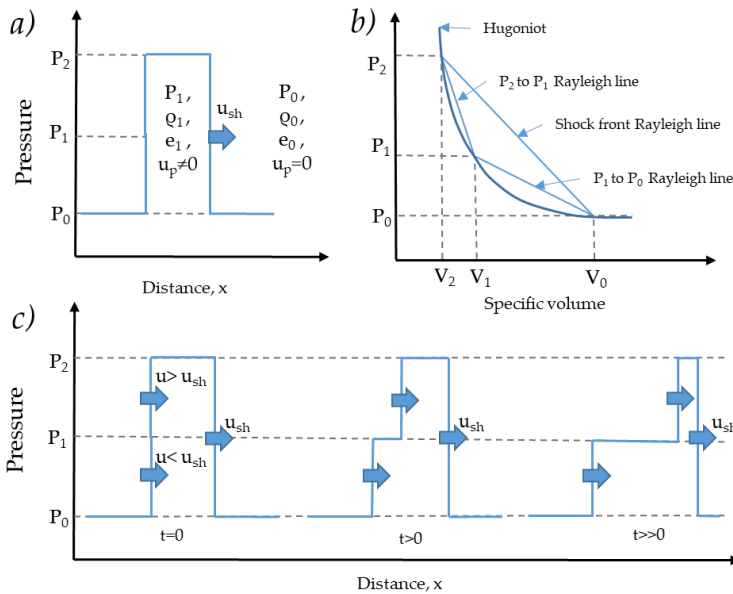 a)
P₂
P₁
P₀
Pressure
P₁,
ϱ₁,
e₁,
uₚ≠0
uₛₕ
P₀,
ϱ₀,
e₀,
uₚ=0
Distance, x
b)
P₂
P₁
P₀
Hugoniot
P₂ to P₁ Rayleigh line
Shock front Rayleigh line
P₁ to P₀ Rayleigh line
V₂
V₁
V₀
Specific volume
c)
P₂
P₁
P₀
Pressure
u> uₛₕ
u< uₛₕ
uₛₕ
t=0
uₛₕ
t>0
uₛₕ
t>>0
Distance, x